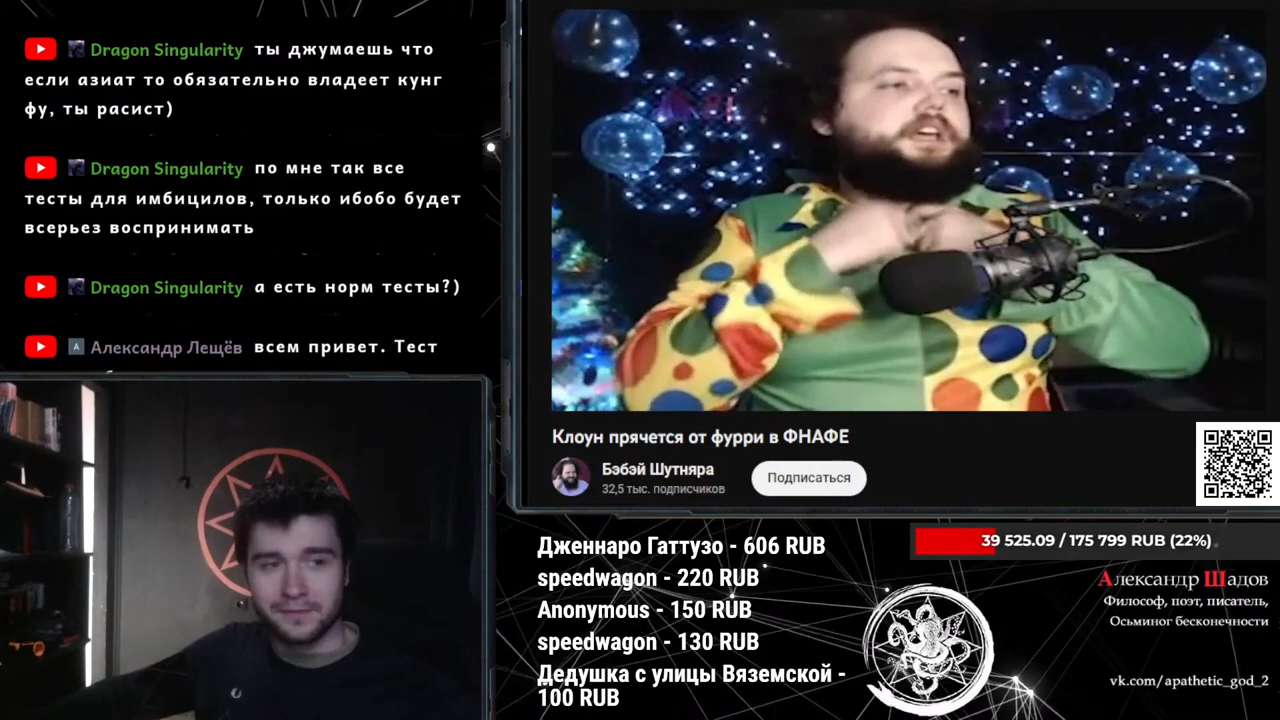 Dragon Singularity ты джумаешь что
если азиат то обязательно владеет кунг
фу, ты расист)
Dragon Singularity по мне так все
тесты для имбицилов, только ибобо будет
всерьез воспринимать
Dragon Singularity а есть норм тесты?)
А Александр Лещёв всем привет. Тест
Клоун прячется от фурри в ФНАФЕ
Бэбэй Шутняра
32,5 тыс. подписчиков
Подписаться
Дженнаро Гаттузо - 606 RUB
speedwagon - 220 RUB
Anonymous - 150 RUB
speedwagon - 130 RUB
Дедушка с улицы Вяземской -
100 RUB
39 525.09 / 175 799 RUB (22%)
Александр Шадов
Философ, поэт, писатель,
Осьминог бесконечности
vk.com/apathetic_god_2